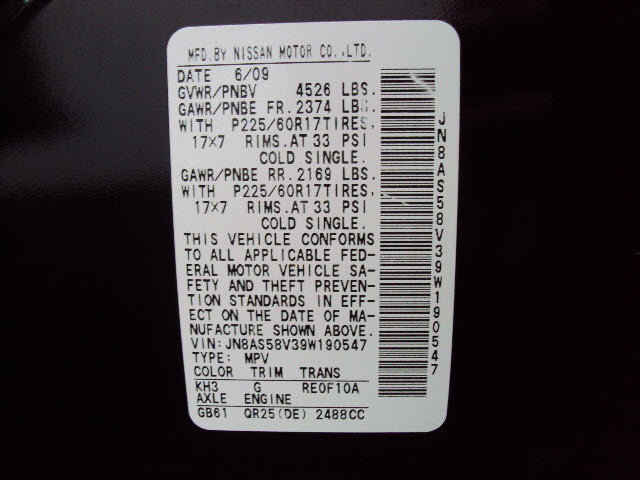 MFD.BY NISSAN MOTOR CO.,LTD.
DATE 6/09
GVWR/PNBV 4526 LBS.
GAWR/PNBE FR.2374 LBS.
WITH P225/60R17TIRES,
17×7 RIMS.AT 33 PSI
COLD SINGLE.
GAWR/PNBE RR.2169 LBS.
WITH P225/60R17TIRES,
17×7 RIMS.AT 33 PSI
COLD SINGLE.
THIS VEHICLE CONFORMS
TO ALL APPLICABLE FED-
ERAL MOTOR VEHICLE SA-
FETY AND THEFT PREVEN-
TION STANDARDS IN EFF-
ECT ON THE DATE OF MA-
NUFACTURE SHOWN ABOVE.
VIN:JN8AS58V39W190547
TYPE: MPV
COLOR TRIM TRANS
KH3 G RE0F10A
AXLE ENGINE
GB61 QR25(DE) 2488CC
JN8AS58V39W190547